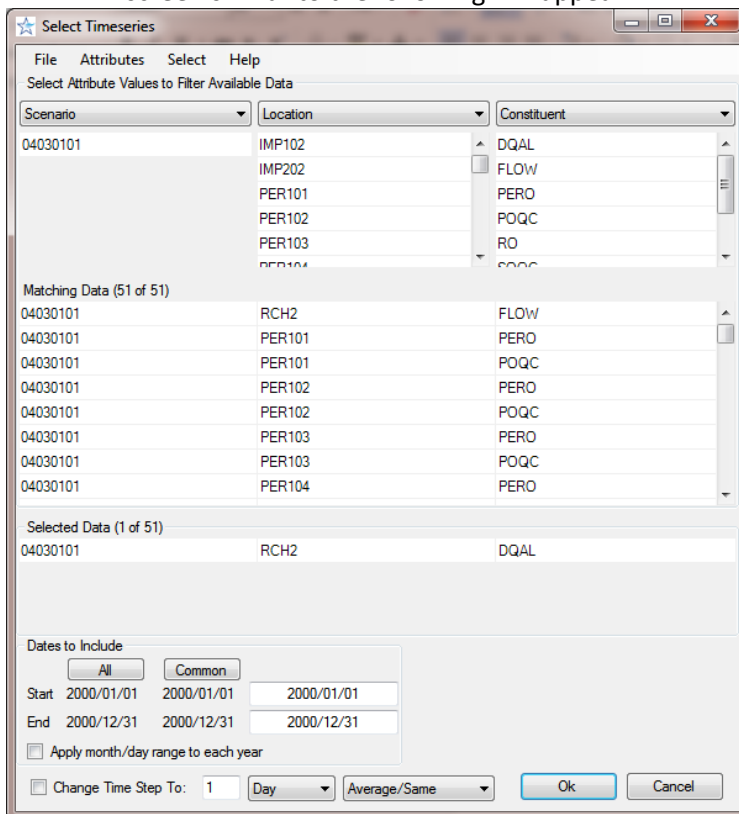 Select Timeseries
File Attributes Select Help
Select Attribute Values to Filter Available Data
Scenario Location Constituent
04030101 IMP102 DQAL
IMP202 FLOW
PER101 PERO
PER102 POQC
PER103 RO
Matching Data (51 of 51)
04030101 RCH2 FLOW
04030101 PER101 PERO
04030101 PER101 POQC
04030101 PER102 PERO
04030101 PER102 POQC
04030101 PER103 PERO
04030101 PER103 POQC
04030101 PER104 PERO
Selected Data (1 of 51)
04030101 RCH2 DQAL
Dates to Include
All Common
Start 2000/01/01 2000/01/01 2000/01/01
End 2000/12/31 2000/12/31 2000/12/31
Apply month/day range to each year
Change Time Step To: 1 Day Average/Same Ok Cancel